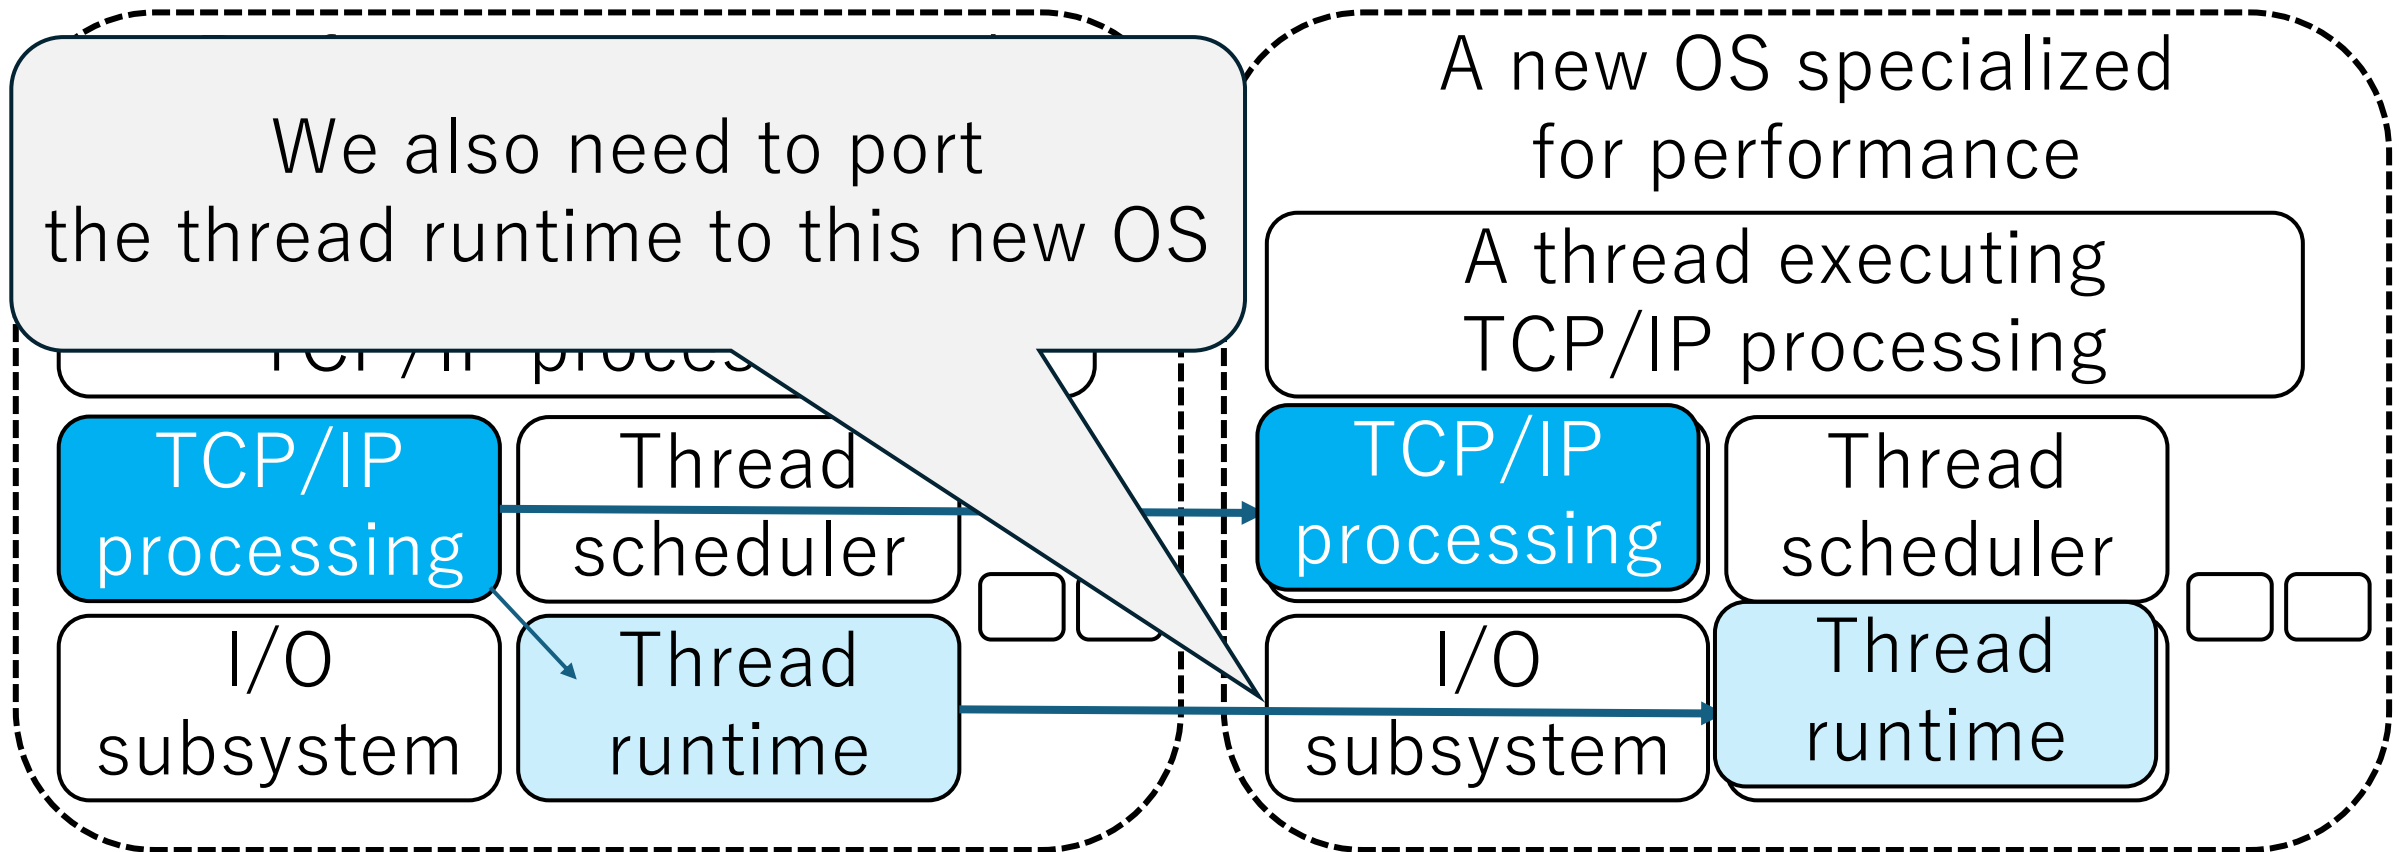 We also need to port
the thread runtime to this new OS
TCP/IP
TCP/IP
processing
Thread
scheduler
I/O
subsystem
Thread
runtime
A new OS specialized
for performance
A thread executing
TCP/IP processing
TCP/IP
processing
Thread
scheduler
I/O
subsystem
Thread
runtime